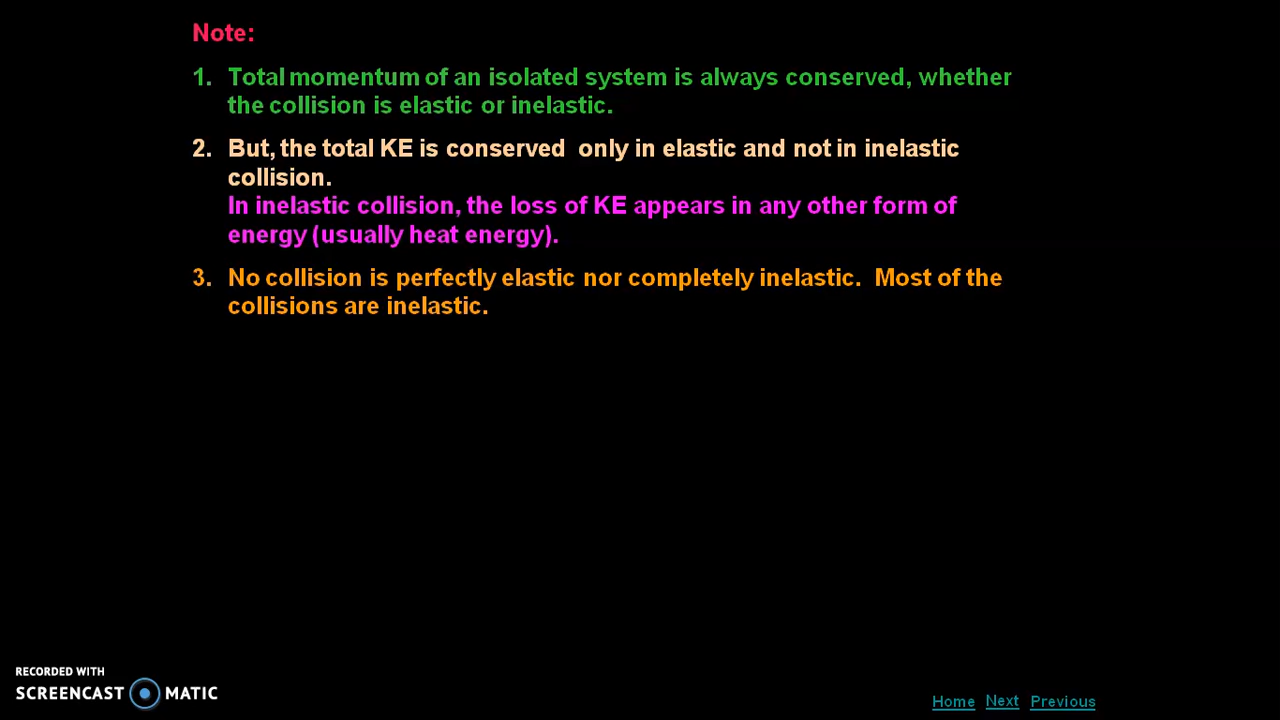 Note:
1. Total momentum of an isolated system is always conserved, whether
the collision is elastic or inelastic.
2. But, the total KE is conserved only in elastic and not in inelastic
collision.
In inelastic collision, the loss of KE appears in any other form of
energy (usually heat energy).
3. No collision is perfectly elastic nor completely inelastic. Most of the
collisions are inelastic.
RECORDED WITH
SCREENCAST MATIC
Home Next Previous